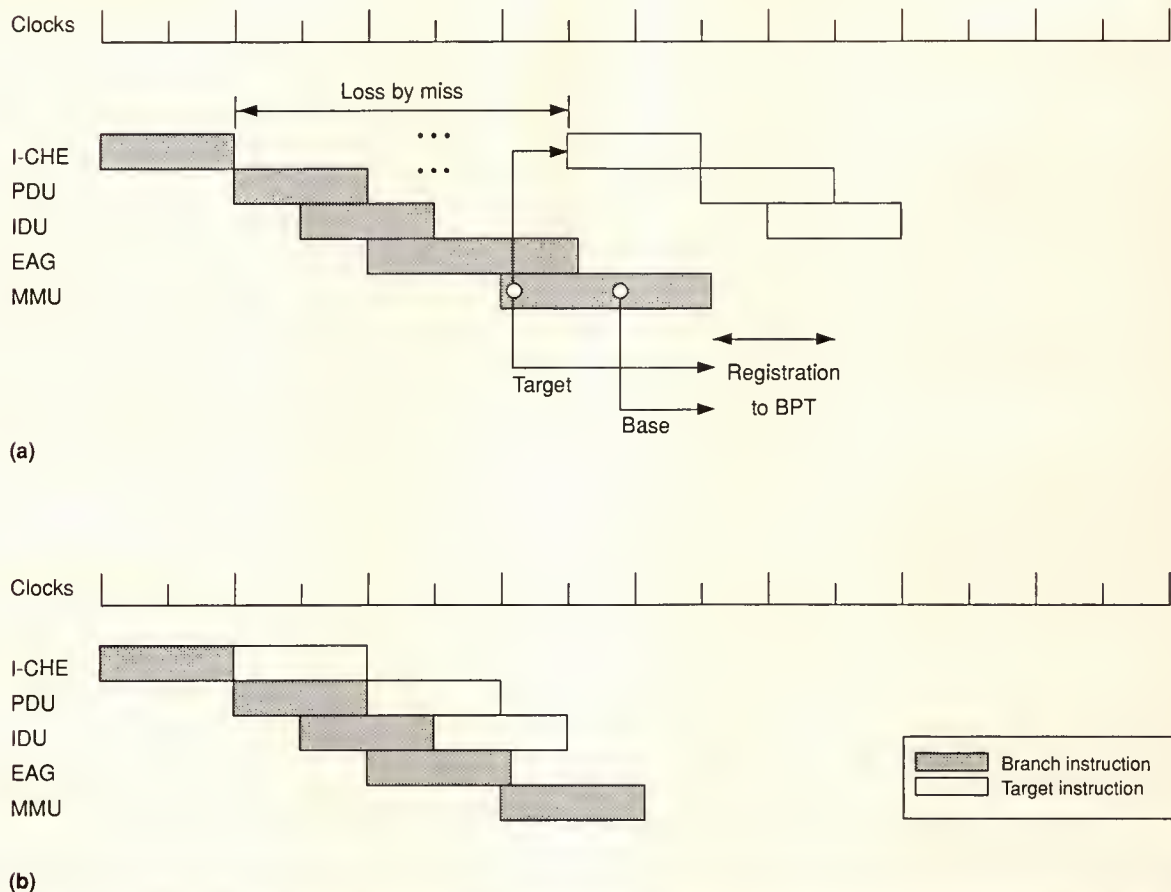 Clocks
Loss by miss
I-CHE
PDU
IDU
EAG
MMU
Target
Registration
to BPT
Base
(a)
Clocks
I-CHE
PDU
IDU
EAG
MMU
Branch instruction
Target instruction
(b)